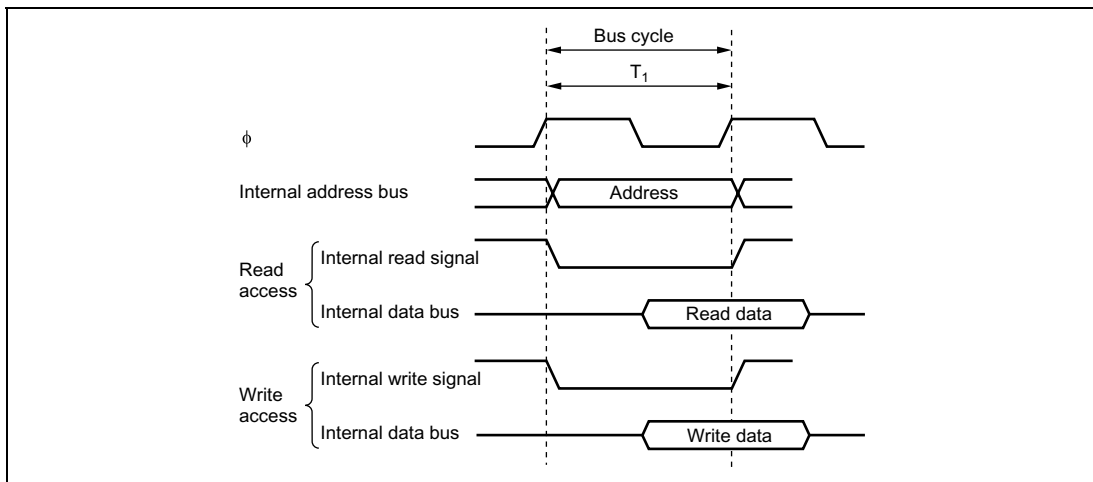 Bus cycle
T₁
ϕ
Internal address bus
Address
Read
access
Internal read signal
Internal data bus
Read data
Write
access
Internal write signal
Internal data bus
Write data